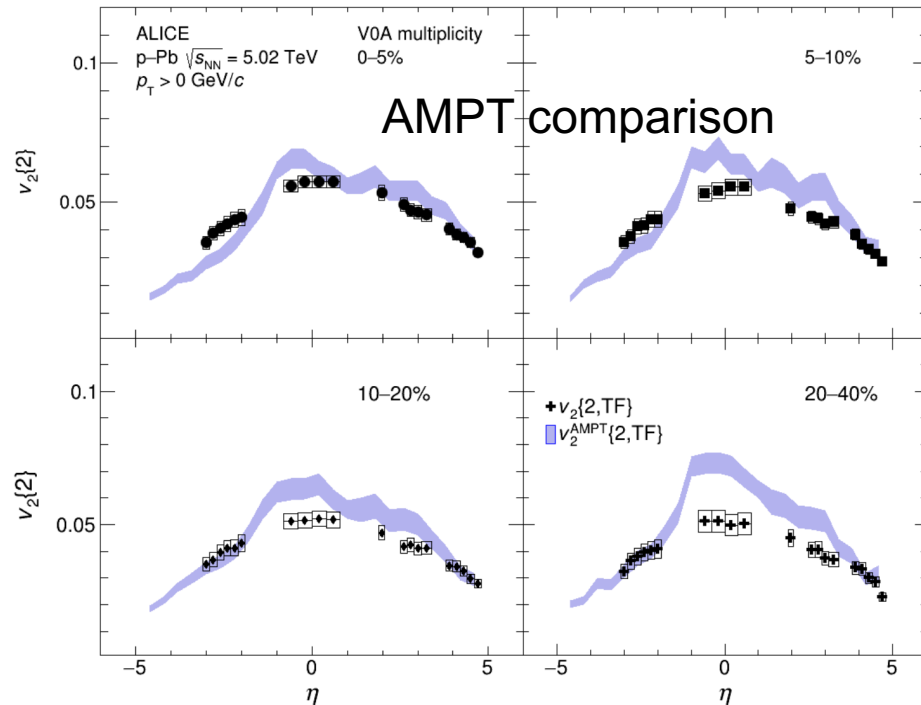 ALICE
p–Pb √sNN = 5.02 TeV
pT > 0 GeV/c
V0A multiplicity
0–5%
5–10%
AMPT comparison
0.1
0.05
v2{2}
10–20%
20–40%
v2{2,TF}
v2AMPT{2,TF}
0.1
0.05
v2{2}
−5 0 5 −5 0 5
η η